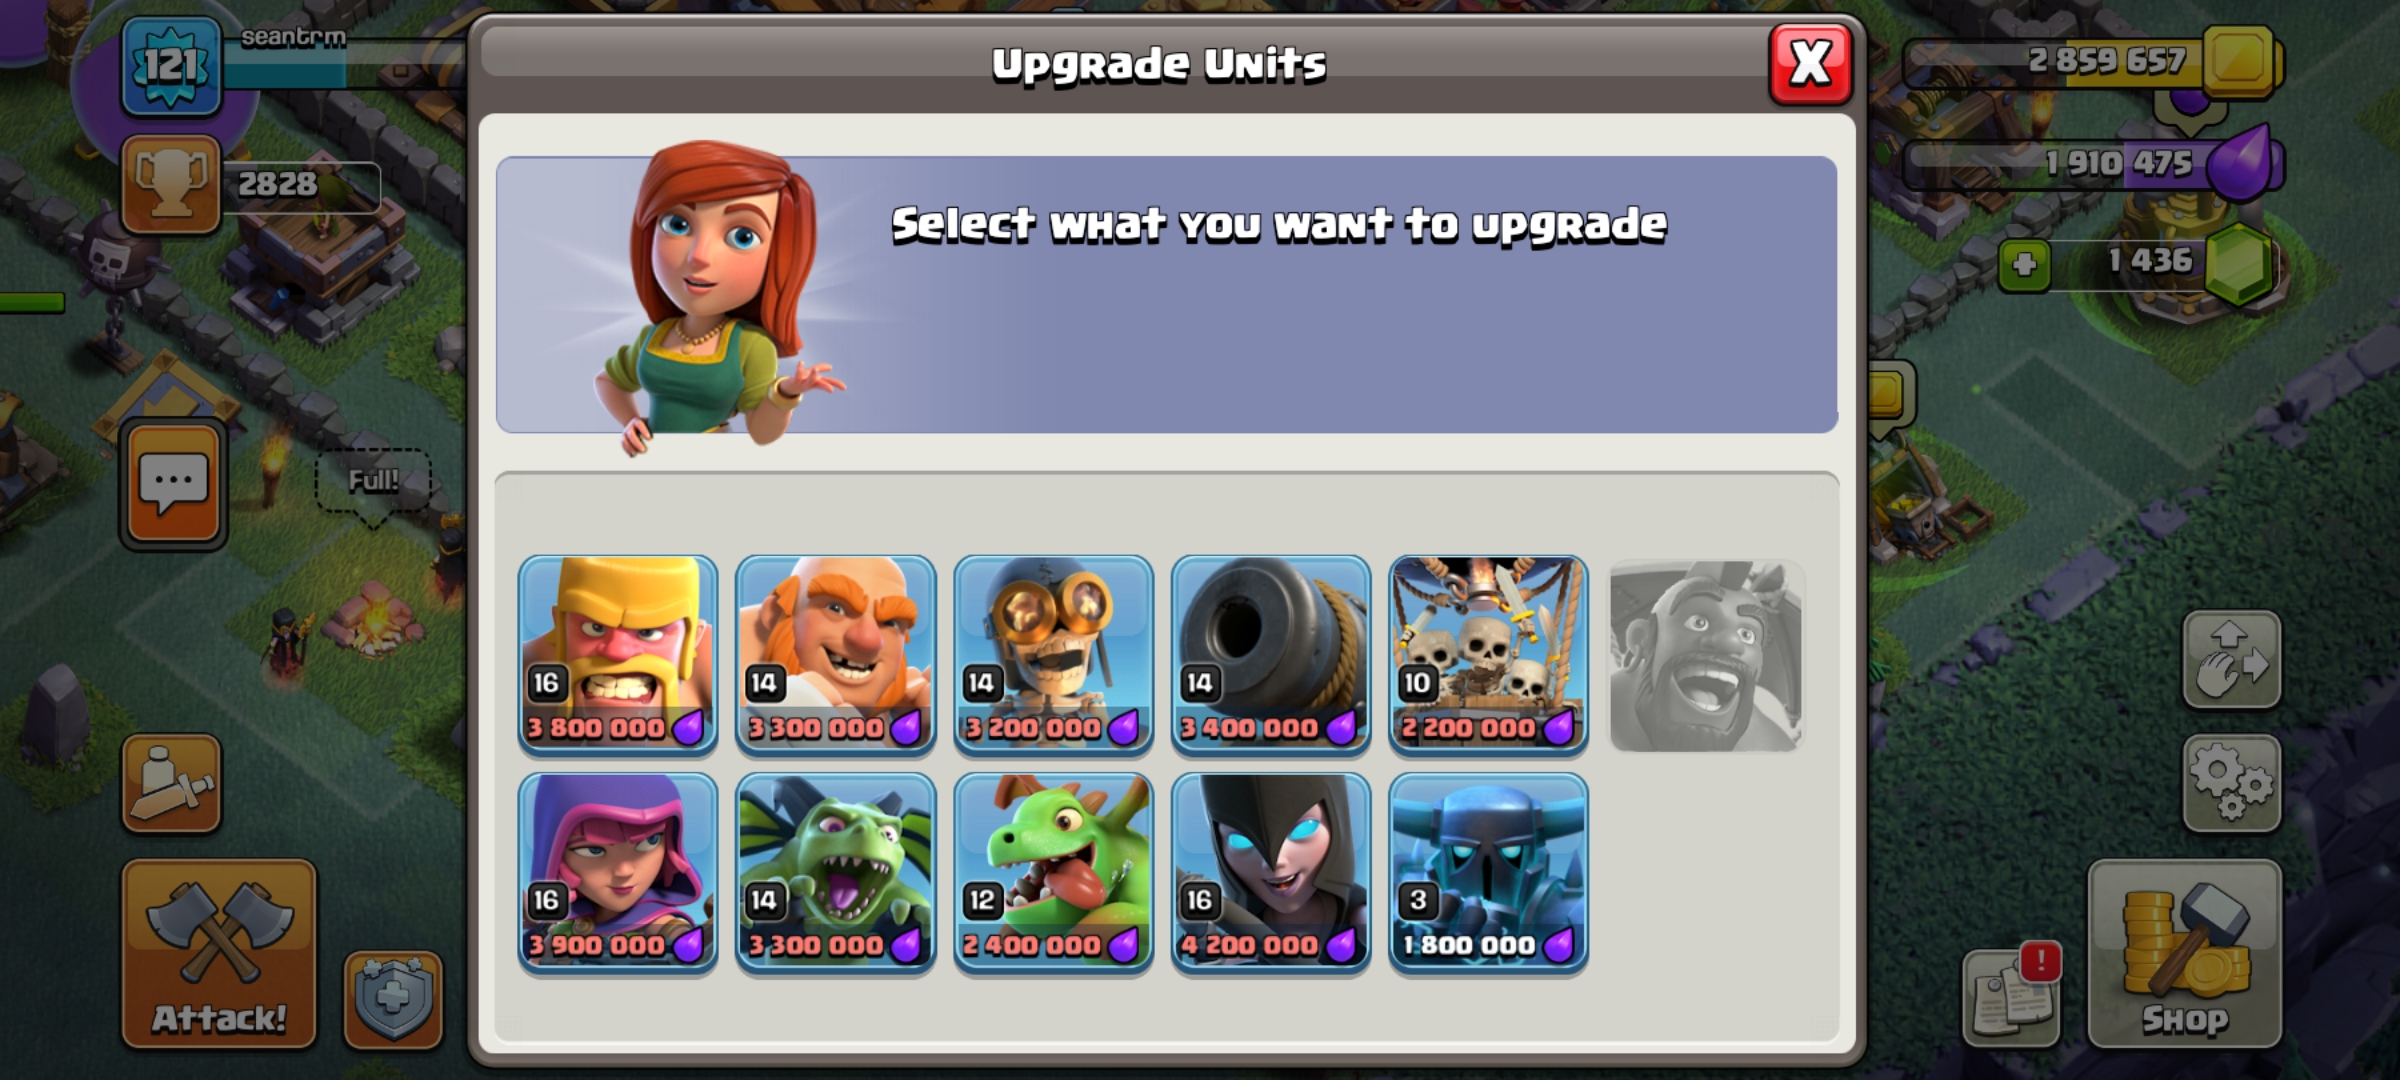 121
seantrm
Upgrade Units
X
2 859 657
2828
1 910 475
Select what you want to upgrade
1 436
Full!
16
3 800 000
14
3 300 000
14
3 200 000
14
3 400 000
10
2 200 000
16
3 900 000
14
3 300 000
12
2 400 000
16
4 200 000
3
1 800 000
!
Attack!
Shop